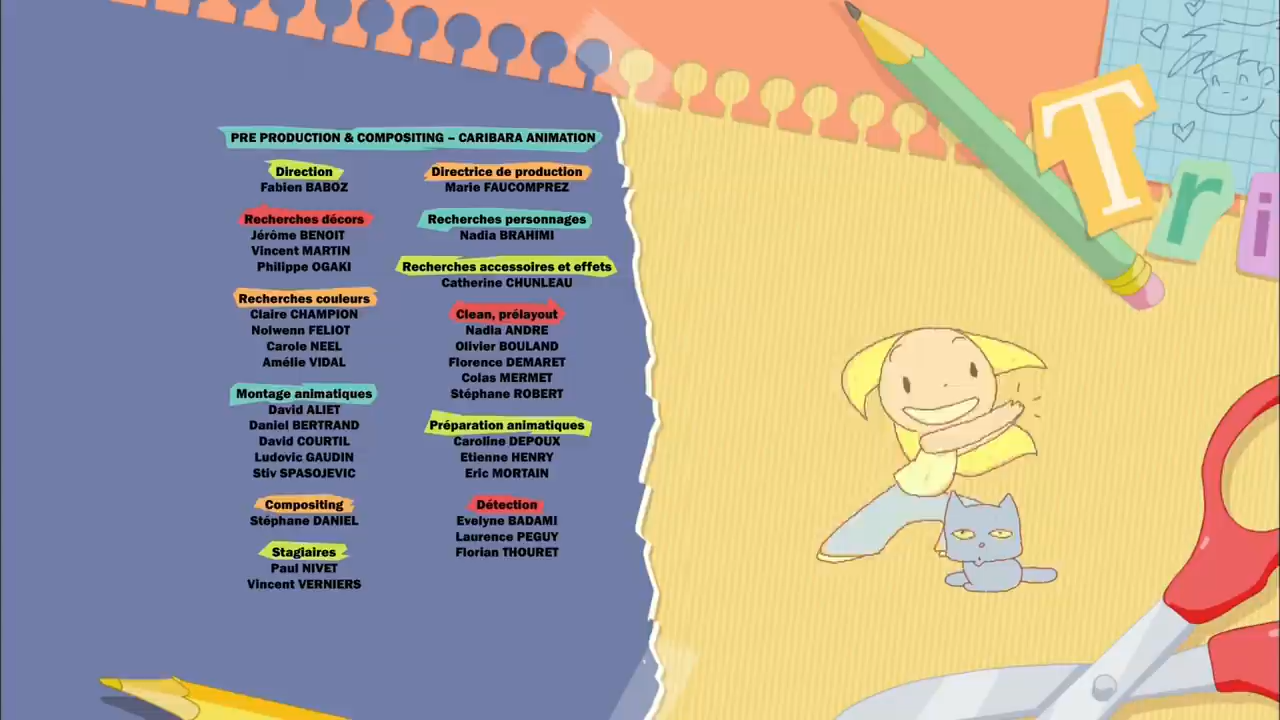 PRE PRODUCTION & COMPOSITING – CARIBARA ANIMATION
Direction
Fabien BABOZ
Recherches décors
Jérôme BENOIT
Vincent MARTIN
Philippe OGAKI
Recherches couleurs
Claire CHAMPION
Nolwenn FELIOT
Carole NEEL
Amélie VIDAL
Montage animatiques
David ALIET
Daniel BERTRAND
David COURTIL
Ludovic GAUDIN
Stiv SPASOJEVIC
Compositing
Stéphane DANIEL
Stagiaires
Paul NIVET
Vincent VERNIERS
Directrice de production
Marie FAUCOMPREZ
Recherches personnages
Nadia BRAHIMI
Recherches accessoires et effets
Catherine CHUNLEAU
Clean, prélayout
Nadia ANDRE
Olivier BOULAND
Florence DEMARET
Colas MERMET
Stéphane ROBERT
Préparation animatiques
Caroline DEPOUX
Etienne HENRY
Eric MORTAIN
Détection
Evelyne BADAMI
Laurence PEGUY
Florian THOURET
Tri